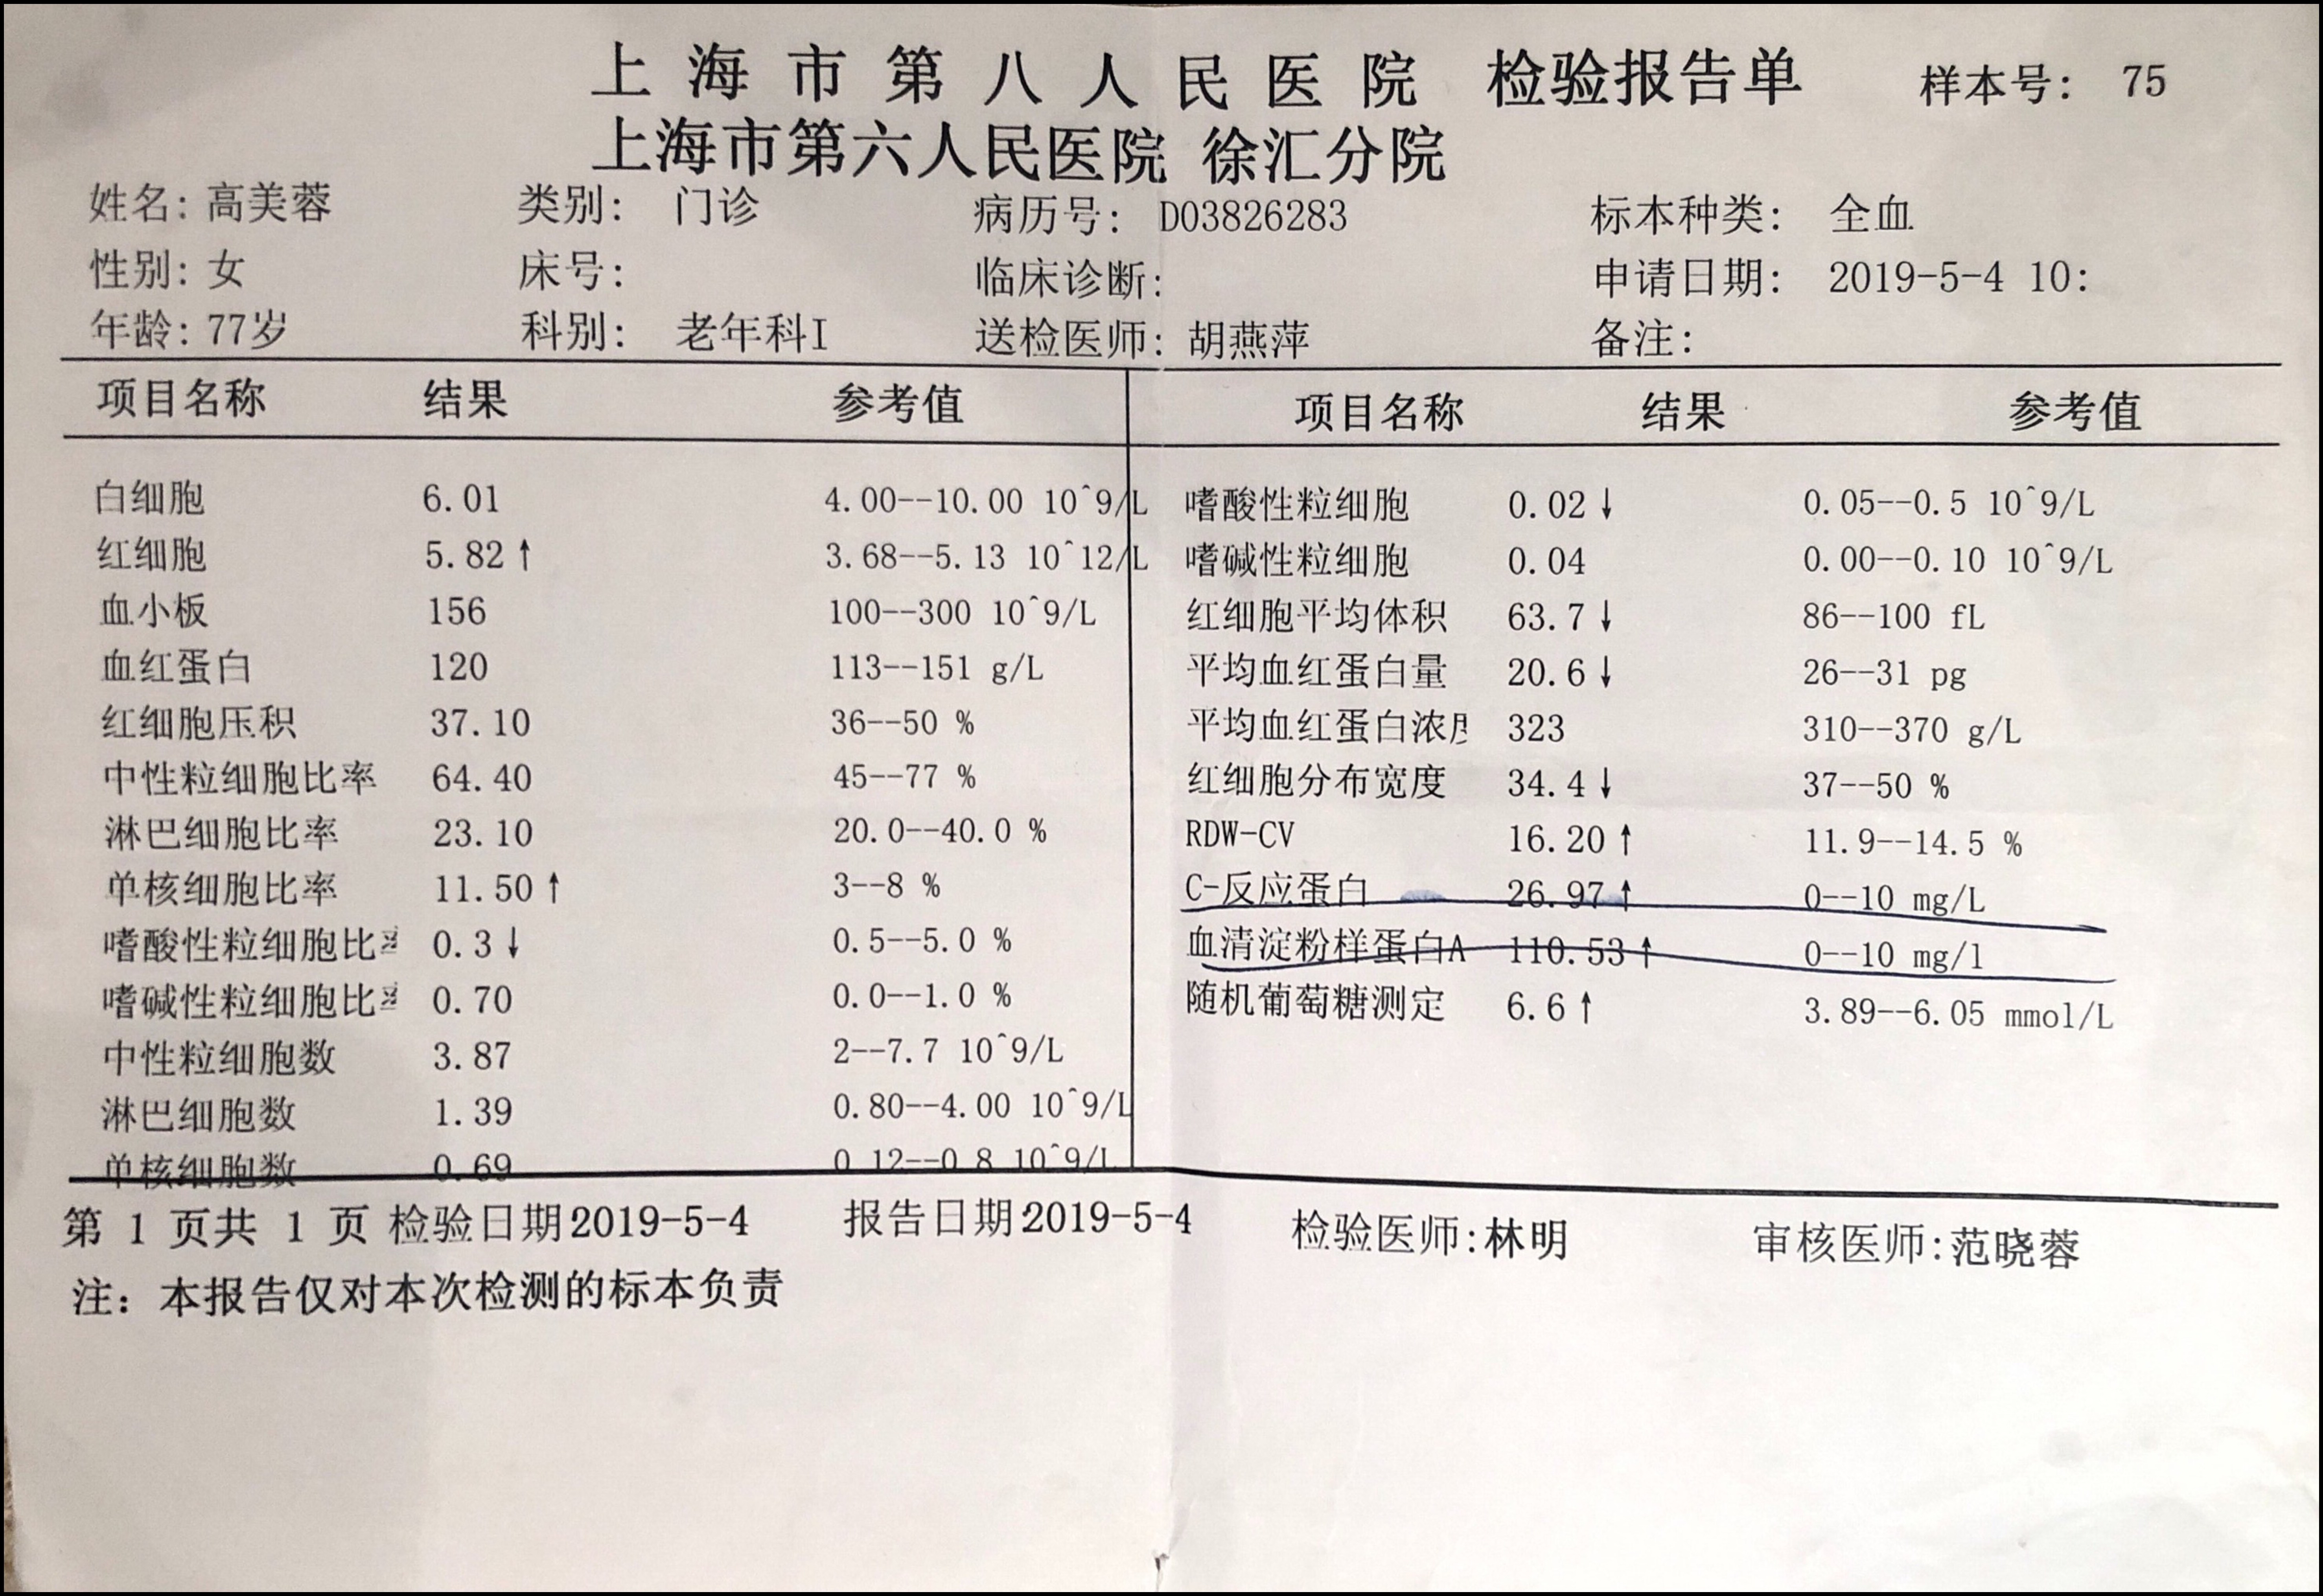 上海市第八人民医院 检验报告单 样本号: 75
上海市第六人民医院 徐汇分院
姓名: 高美蓉 类别: 门诊 病历号: D03826283 标本种类: 全血
性别: 女 床号: 临床诊断: 申请日期: 2019-5-4 10:
年龄: 77岁 科别: 老年科I 送检医师: 胡燕萍 备注:
项目名称 结果 参考值 项目名称 结果 参考值
白细胞 6.01 4.00--10.00 10^9/L 嗜酸性粒细胞 0.02↓ 0.05--0.5 10^9/L
红细胞 5.82↑ 3.68--5.13 10^12/L 嗜碱性粒细胞 0.04 0.00--0.10 10^9/L
血小板 156 100--300 10^9/L 红细胞平均体积 63.7↓ 86--100 fL
血红蛋白 120 113--151 g/L 平均血红蛋白量 20.6↓ 26--31 pg
红细胞压积 37.10 36--50 % 平均血红蛋白浓度 323 310--370 g/L
中性粒细胞比率 64.40 45--77 % 红细胞分布宽度 34.4↓ 37--50 %
淋巴细胞比率 23.10 20.0--40.0 % RDW-CV 16.20↑ 11.9--14.5 %
单核细胞比率 11.50↑ 3--8 % C-反应蛋白 26.97↑ 0--10 mg/L
嗜酸性粒细胞比率 0.3↓ 0.5--5.0 % 血清淀粉样蛋白A 110.53↑ 0--10 mg/l
嗜碱性粒细胞比率 0.70 0.0--1.0 % 随机葡萄糖测定 6.6↑ 3.89--6.05 mmol/L
中性粒细胞数 3.87 2--7.7 10^9/L
淋巴细胞数 1.39 0.80--4.00 10^9/L
单核细胞数 0.69 0.12--0.8 10^9/L
第 1 页共 1 页 检验日期2019-5-4 报告日期:2019-5-4 检验医师:林明 审核医师:范晓蓉
注: 本报告仅对本次检测的标本负责